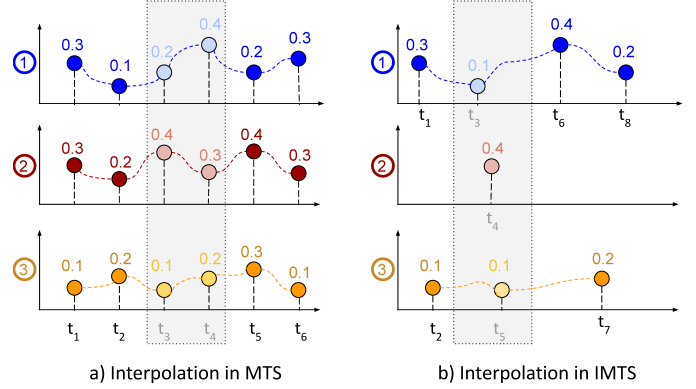 0.3 0.1 0.2 0.4 0.2 0.3
1
0.3 0.2 0.4 0.3 0.4 0.3
2
0.1 0.2 0.1 0.2 0.3 0.1
3
t1 t2 t3 t4 t5 t6
a) Interpolation in MTS
0.3 0.1 0.4 0.2
1
t1 t3 t6 t8
0.4
2
t4
0.1 0.1 0.2
3
t2 t5 t7
b) Interpolation in IMTS